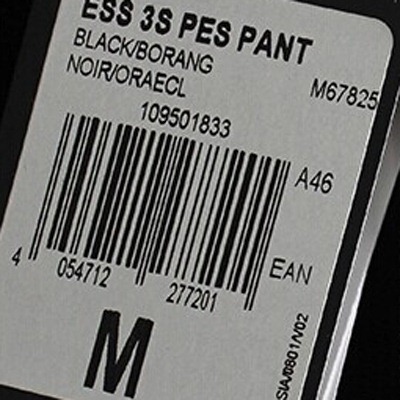 ESS 3S PES PANT
BLACK/BORANG
NOIR/ORAECL
M67825
109501833
A46
EAN
4 054712 277201
M
SIA/0801/V02